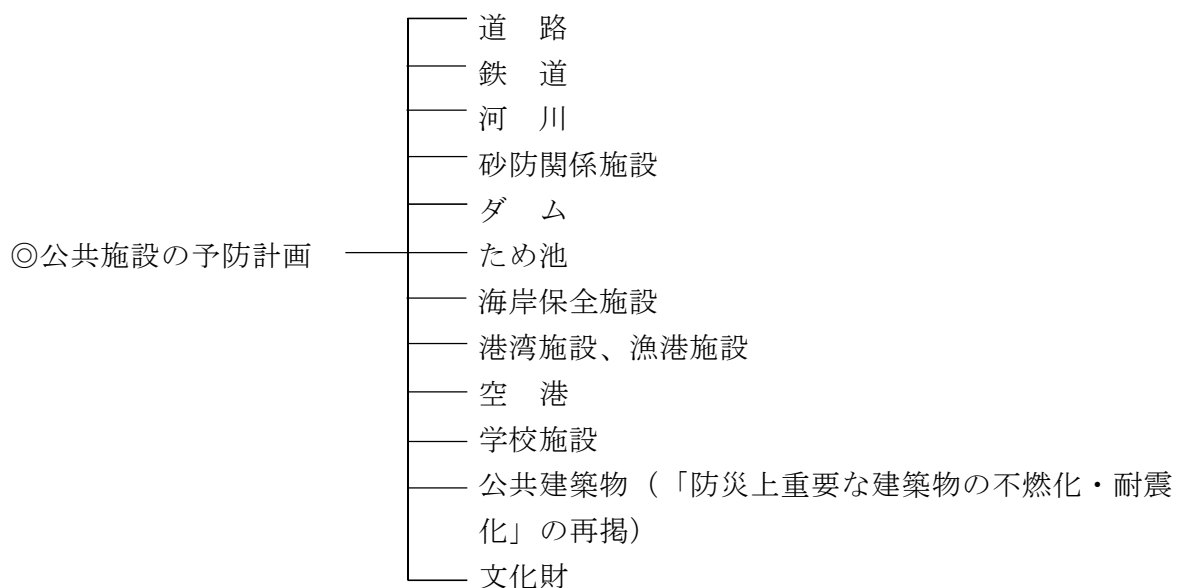 道　路
鉄　道
河　川
砂防関係施設
ダ　ム
◎公共施設の予防計画
ため池
海岸保全施設
港湾施設、漁港施設
空　港
学校施設
公共建築物（「防災上重要な建築物の不燃化・耐震
化」の再掲）
文化財